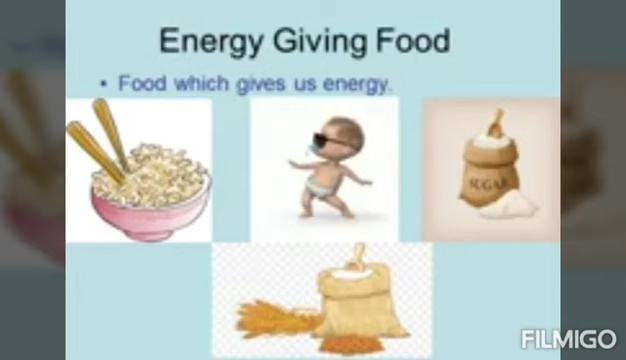 Energy Giving Food
• Food which gives us energy.
SUGAR
FILMIGO